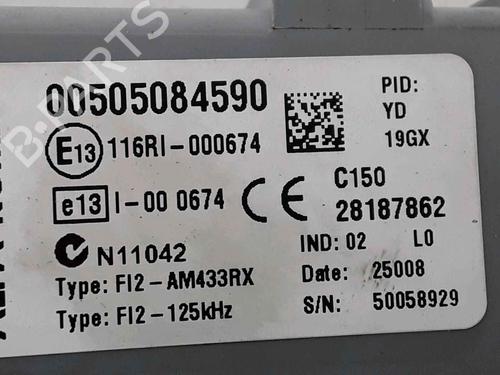 00505084590
PID:
YD
19GX
E13 116RI-000674
e13 I-00 0674
CE
C150
28187862
N11042
IND: 02 L0
Type: FI2-AM433RX
Date: 25008
Type: FI2-125kHz
S/N: 50058929
B-PARTS